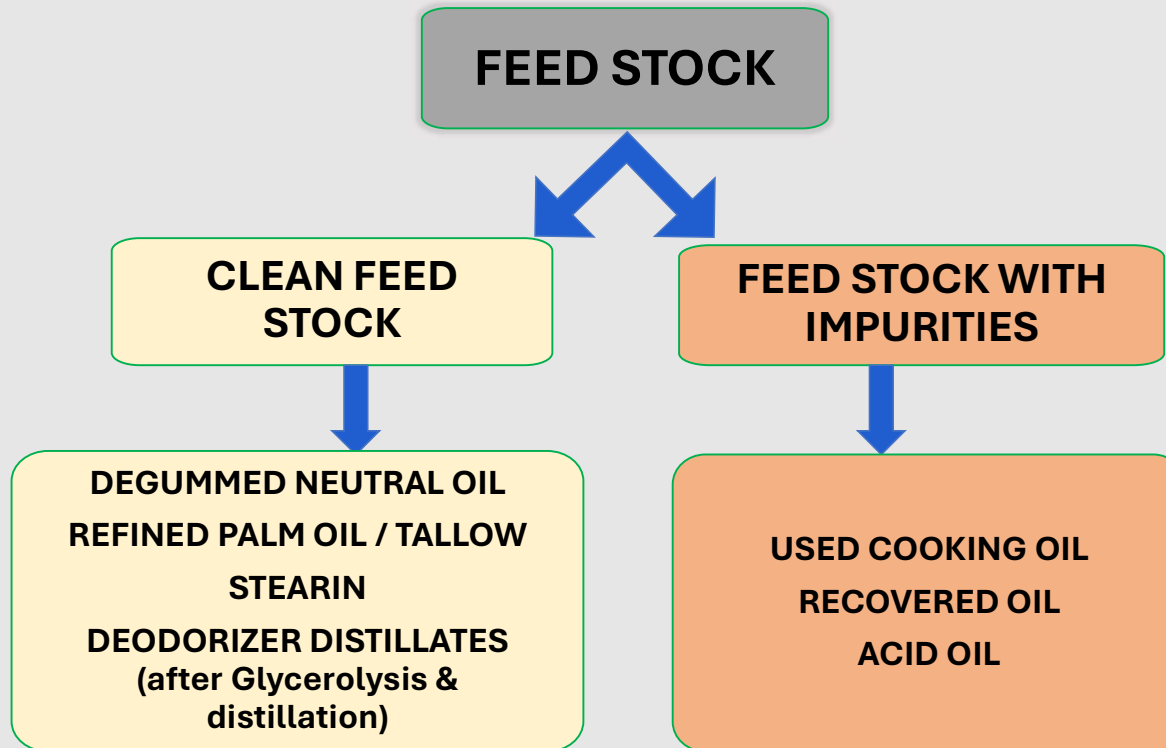 FEED STOCK
CLEAN FEED
STOCK
FEED STOCK WITH
IMPURITIES
DEGUMMED NEUTRAL OIL
REFINED PALM OIL / TALLOW
STEARIN
DEODORIZER DISTILLATES
(after Glycerolysis &
distillation)
USED COOKING OIL
RECOVERED OIL
ACID OIL